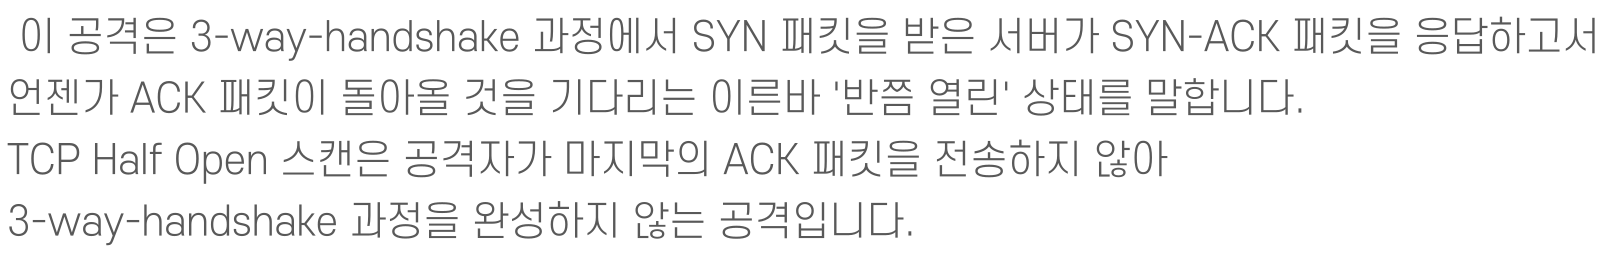 이 공격은 3-way-handshake 과정에서 SYN 패킷을 받은 서버가 SYN-ACK 패킷을 응답하고서
언젠가 ACK 패킷이 돌아올 것을 기다리는 이른바 '반쯤 열린' 상태를 말합니다.
TCP Half Open 스캔은 공격자가 마지막의 ACK 패킷을 전송하지 않아
3-way-handshake 과정을 완성하지 않는 공격입니다.